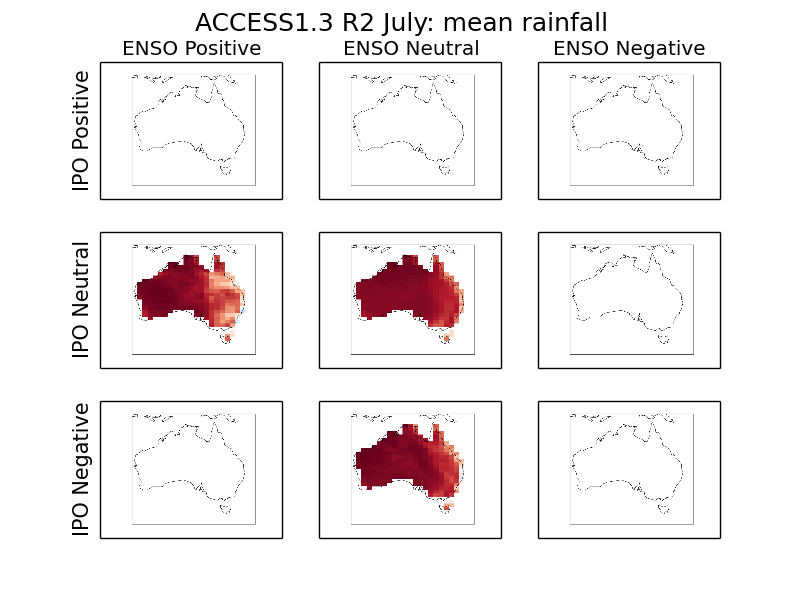 ACCESS1.3 R2 July: mean rainfall
ENSO Positive
ENSO Neutral
ENSO Negative
IPO Positive
IPO Neutral
IPO Negative